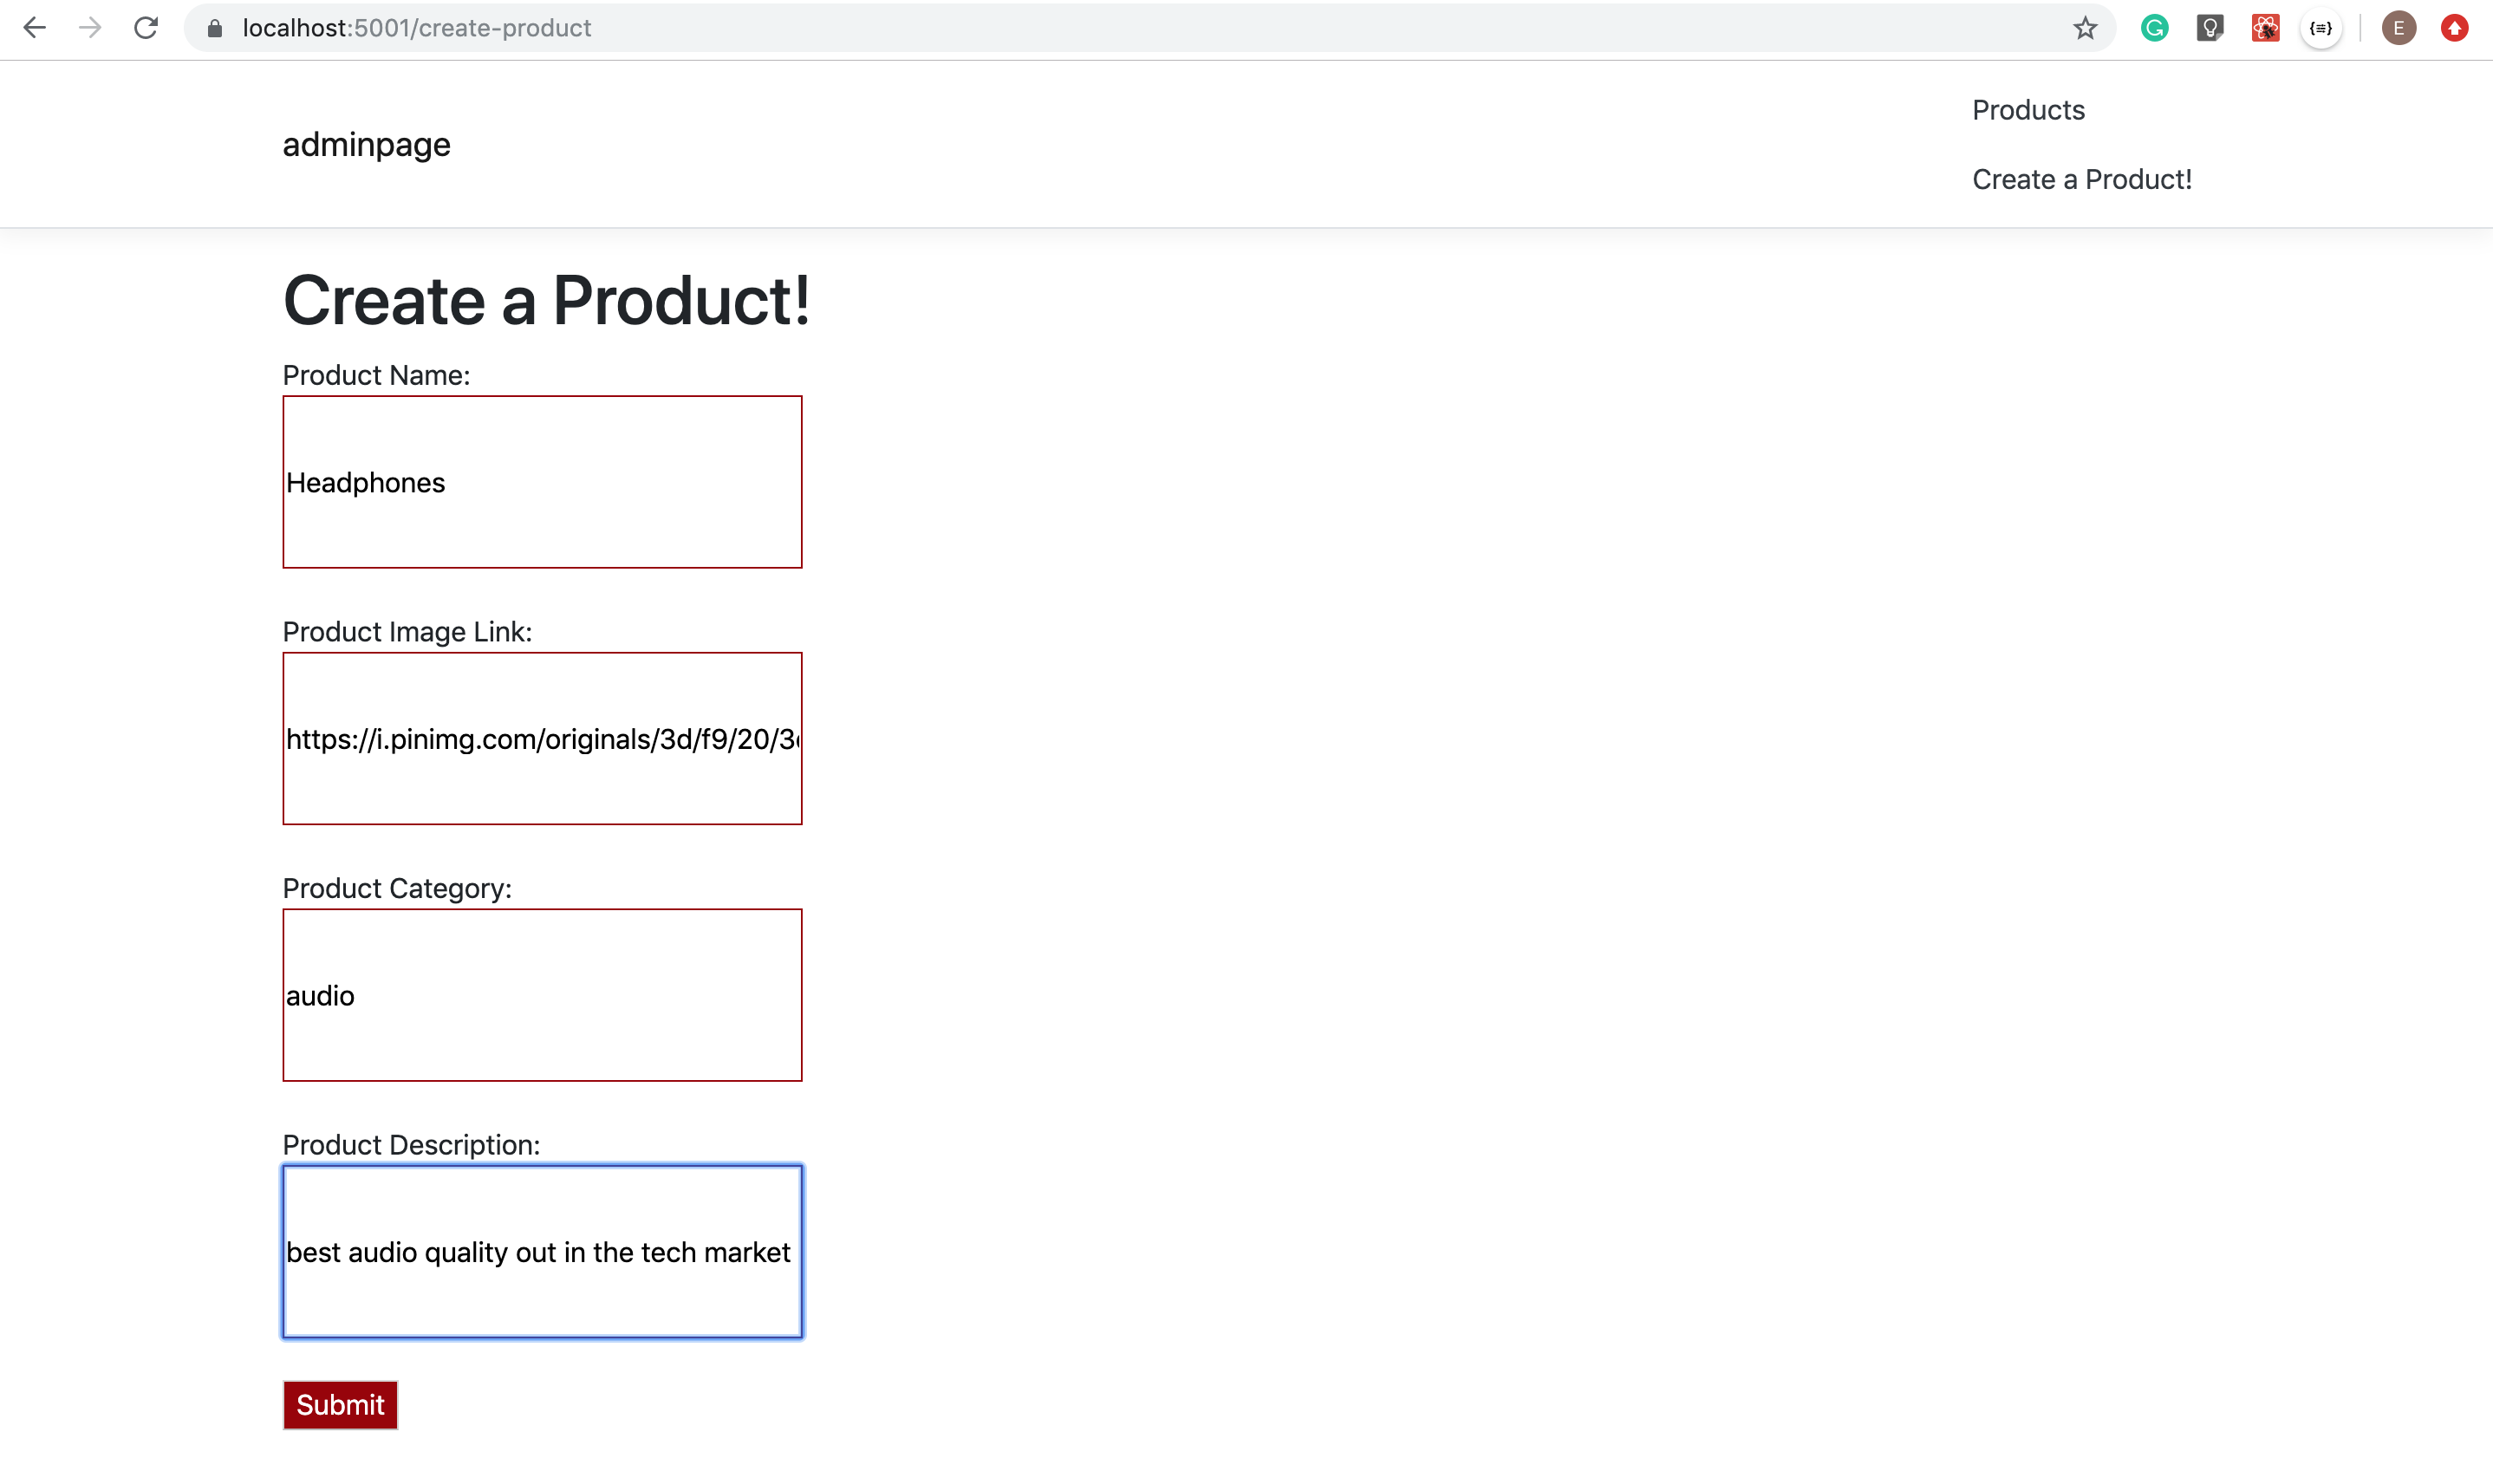 localhost:5001/create-product
E
adminpage
Products
Create a Product!
Create a Product!
Product Name:
Headphones
Product Image Link:
https://i.pinimg.com/originals/3d/f9/20/3
Product Category:
audio
Product Description:
best audio quality out in the tech market
Submit